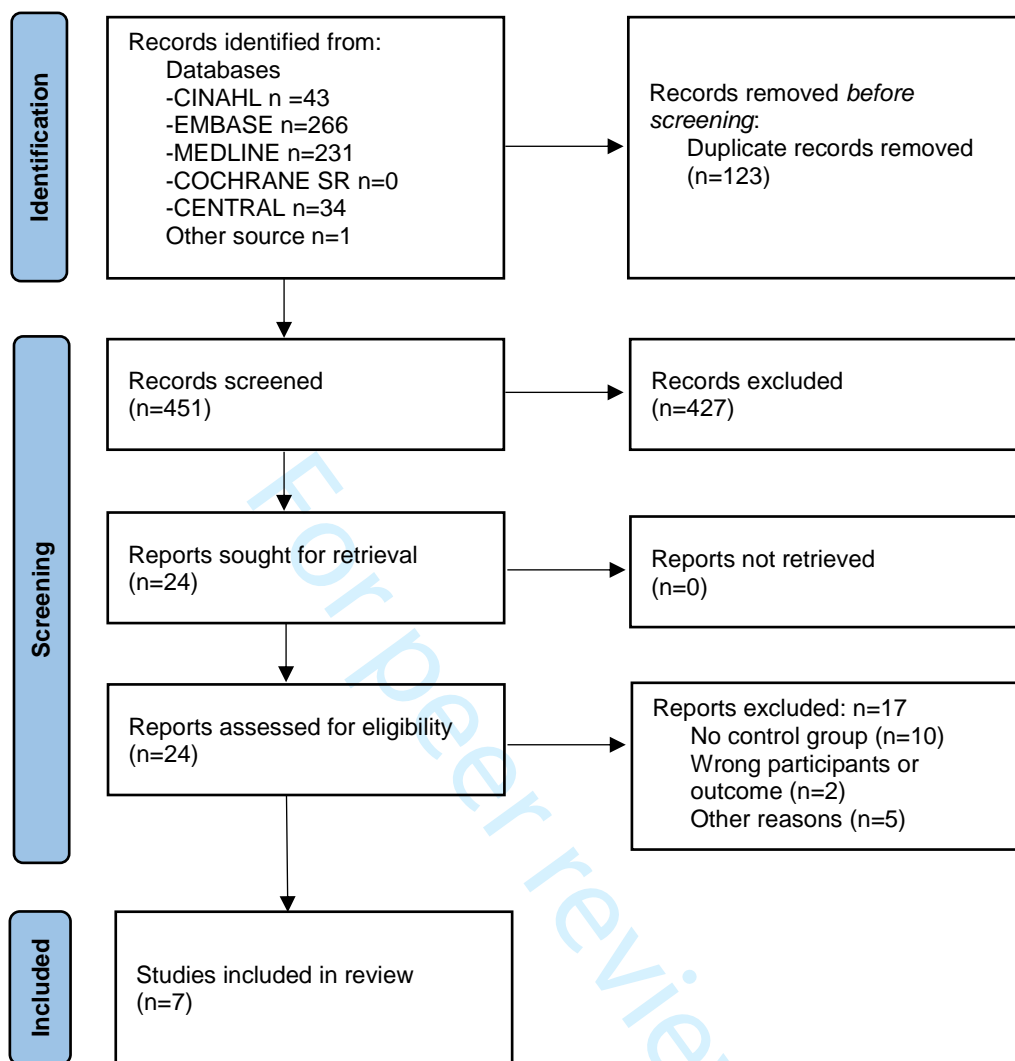 Identification
Records identified from:
Databases
-CINAHL n =43
-EMBASE n=266
-MEDLINE n=231
-COCHRANE SR n=0
-CENTRAL n=34
Other source n=1
Records removed before
screening:
Duplicate records removed
(n=123)
Screening
Records screened
(n=451)
Records excluded
(n=427)
Reports sought for retrieval
(n=24)
Reports not retrieved
(n=0)
Reports assessed for eligibility
(n=24)
Reports excluded: n=17
No control group (n=10)
Wrong participants or
outcome (n=2)
Other reasons (n=5)
Included
Studies included in review
(n=7)
For peer review